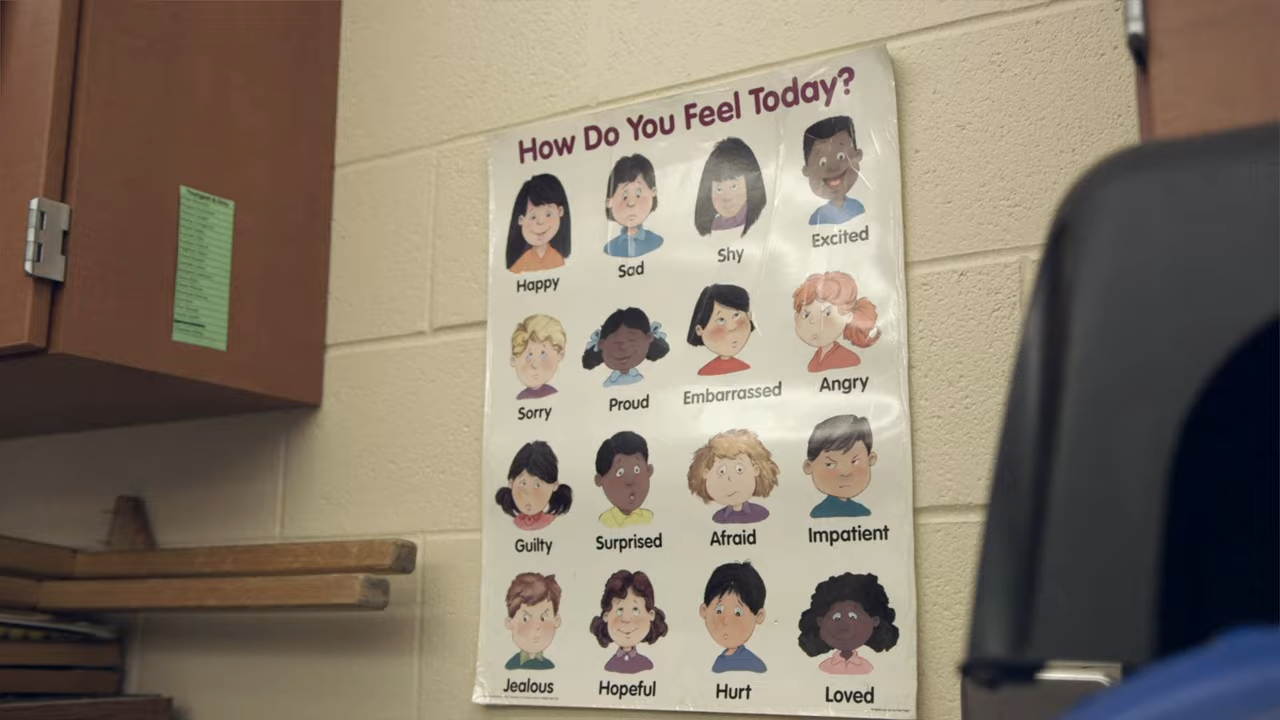 How Do You Feel Today?
Happy
Sad
Shy
Excited
Sorry
Proud
Embarrassed
Angry
Guilty
Surprised
Afraid
Impatient
Jealous
Hopeful
Hurt
Loved